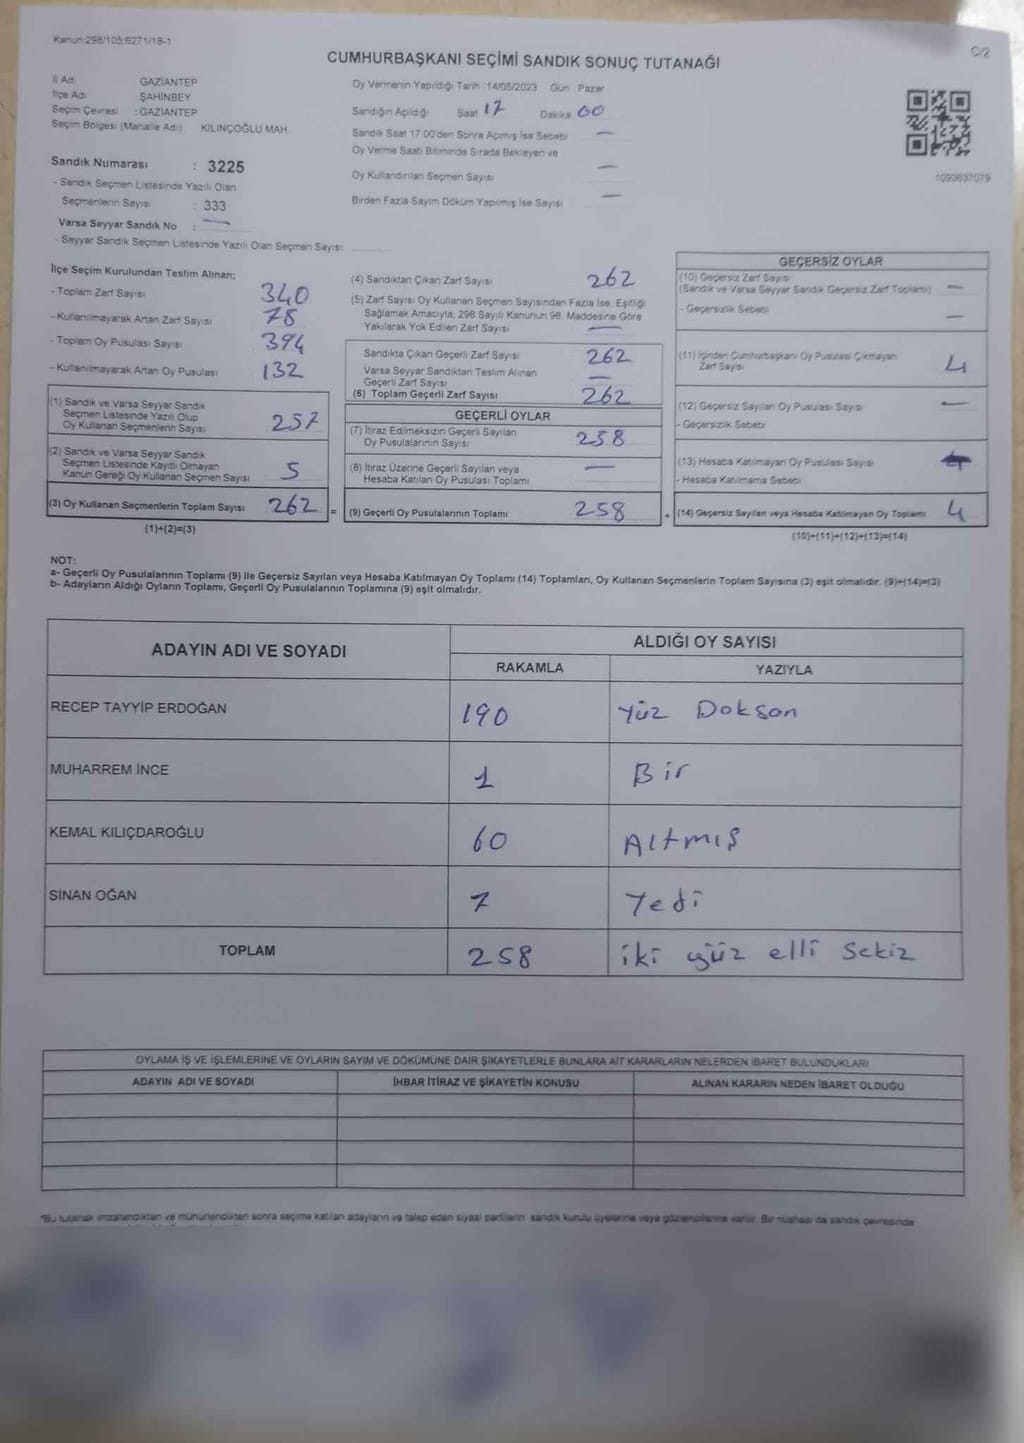 Kanun:298/105,6271/18-1
C/2
CUMHURBAŞKANI SEÇİMİ SANDIK SONUÇ TUTANAĞI
İl Adı GAZİANTEP
İlçe Adı ŞAHİNBEY
Seçim Çevresi : GAZİANTEP
Seçim Bölgesi (Mahalle Adı) KILINÇOĞLU MAH.
Oy Vermenin Yapıldığı Tarih 14/05/2023 Gün : Pazar
Sandığın Açıldığı Saat 17 Dakika 00
Sandık Saat 17.00'den Sonra Açılmış İse Sebebi —
Oy Verme Saati Bitiminde Sırada Bekleyen ve
Oy Kullandırılan Seçmen Sayısı —
Birden Fazla Sayım Döküm Yapılmış İse Sayısı —
1099637079
Sandık Numarası : 3225
- Sandık Seçmen Listesinde Yazılı Olan
Seçmenlerin Sayısı : 333
Varsa Seyyar Sandık No : —
- Seyyar Sandık Seçmen Listesinde Yazılı Olan Seçmen Sayısı:
İlçe Seçim Kurulundan Teslim Alınan;
- Toplam Zarf Sayısı 340
- Kullanılmayarak Artan Zarf Sayısı 78
- Toplam Oy Pusulası Sayısı 394
- Kullanılmayarak Artan Oy Pusulası 132
(1) Sandık ve Varsa Seyyar Sandık
Seçmen Listesinde Yazılı Olup
Oy Kullanan Seçmenlerin Sayısı 257
(2) Sandık ve Varsa Seyyar Sandık
Seçmen Listesinde Kayıtlı Olmayan
Kanun Gereği Oy Kullanan Seçmen Sayısı 5
(3) Oy Kullanan Seçmenlerin Toplam Sayısı 262
(1)+(2)=(3)
(4) Sandıktan Çıkan Zarf Sayısı 262
(5) Zarf Sayısı Oy Kullanan Seçmen Sayısından Fazla İse, Eşitliği
Sağlamak Amacıyla, 298 Sayılı Kanunun 98. Maddesine Göre
Yakılarak Yok Edilen Zarf Sayısı —
Sandıkta Çıkan Geçerli Zarf Sayısı 262
Varsa Seyyar Sandıktan Teslim Alınan
Geçerli Zarf Sayısı —
(6) Toplam Geçerli Zarf Sayısı 262
GEÇERLİ OYLAR
(7) İtiraz Edilmeksizin Geçerli Sayılan
Oy Pusulalarının Sayısı 258
(8) İtiraz Üzerine Geçerli Sayılan veya
Hesaba Katılan Oy Pusulası Toplamı —
= (9) Geçerli Oy Pusulalarının Toplamı 258
GEÇERSİZ OYLAR
(10) Geçersiz Zarf Sayısı
(Sandık ve Varsa Seyyar Sandık Geçersiz Zarf Toplamı) —
- Geçersizlik Sebebi —
(11) İçinden Cumhurbaşkanı Oy Pusulası Çıkmayan
Zarf Sayısı 4
(12) Geçersiz Sayılan Oy Pusulası Sayısı —
- Geçersizlik Sebebi
(13) Hesaba Katılmayan Oy Pusulası Sayısı
- Hesaba Katılmama Sebebi
+ (14) Geçersiz Sayılan veya Hesaba Katılmayan Oy Toplamı 4
(10)+(11)+(12)+(13)=(14)
NOT:
a- Geçerli Oy Pusulalarının Toplamı (9) ile Geçersiz Sayılan veya Hesaba Katılmayan Oy Toplamı (14) Toplamları, Oy Kullanan Seçmenlerin Toplam Sayısına (3) eşit olmalıdır. (9)+(14)=(3)
b- Adayların Aldığı Oyların Toplamı, Geçerli Oy Pusulalarının Toplamına (9) eşit olmalıdır.
ADAYIN ADI VE SOYADI ALDIĞI OY SAYISI
RAKAMLA YAZIYLA
RECEP TAYYİP ERDOĞAN 190 Yüz Doksan
MUHARREM İNCE 1 Bir
KEMAL KILIÇDAROĞLU 60 Altmış
SİNAN OĞAN 7 Yedi
TOPLAM 258 iki yüz elli sekiz
OYLAMA İŞ VE İŞLEMLERİNE VE OYLARIN SAYIM VE DÖKÜMÜNE DAİR ŞİKAYETLERLE BUNLARA AİT KARARLARIN NELERDEN İBARET BULUNDUKLARI
ADAYIN ADI VE SOYADI İHBAR İTİRAZ VE ŞİKAYETİN KONUSU ALINAN KARARIN NEDEN İBARET OLDUĞU
*Bu tutanak imzalandıktan ve mühürlendikten sonra seçime katılan adayların ve talep eden siyasi partilerin sandık kurulu üyelerine veya gözlemcilerine verilir. Bir nüshası da sandık çevresinde